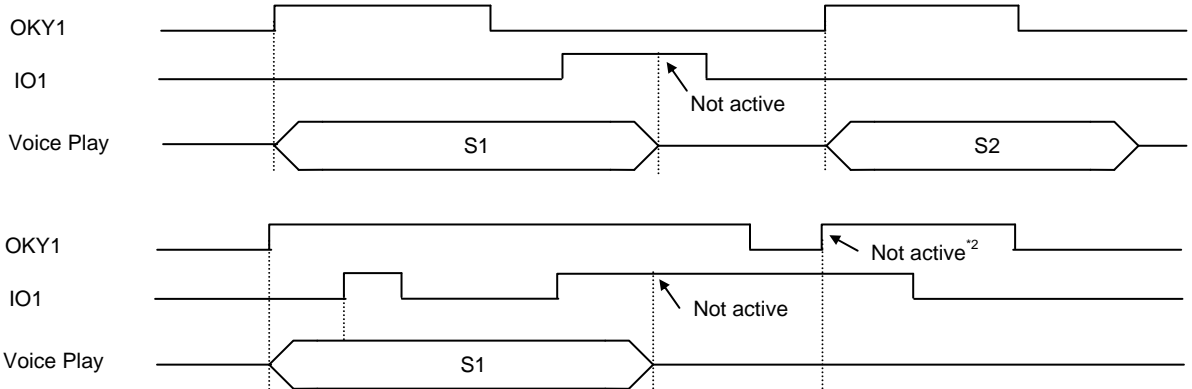 OKY1
IO1
Not active
Voice Play
S1
S2
OKY1
Not active*2
IO1
Not active
Voice Play
S1